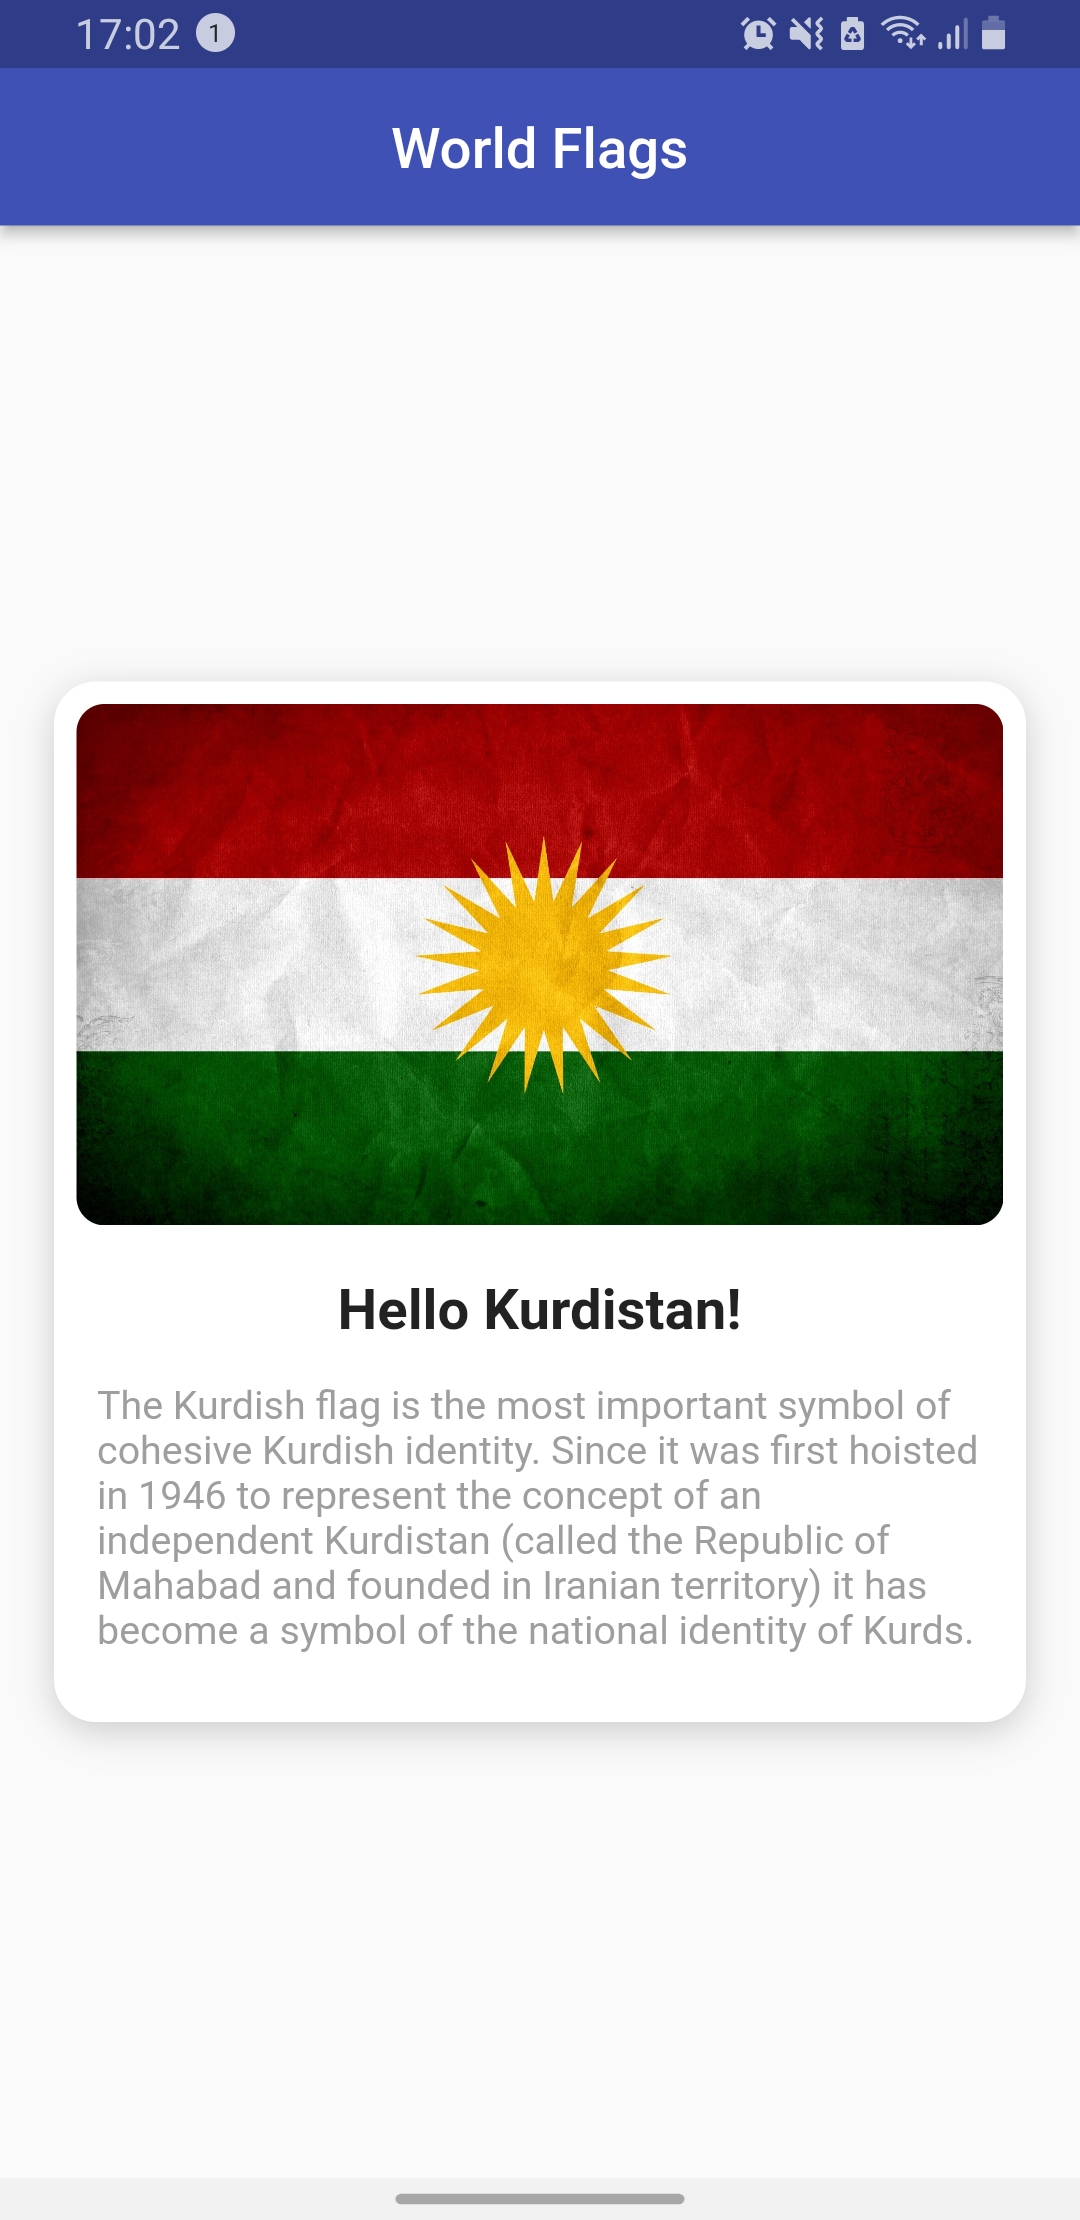 17:02 1
World Flags
Hello Kurdistan!
The Kurdish flag is the most important symbol of
cohesive Kurdish identity. Since it was first hoisted
in 1946 to represent the concept of an
independent Kurdistan (called the Republic of
Mahabad and founded in Iranian territory) it has
become a symbol of the national identity of Kurds.